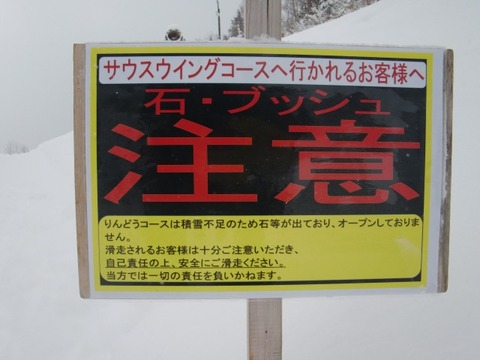 サウスウイングコースへ行かれるお客様へ
石・ブッシュ
注意
りんどうコースは積雪不足のため石等が出ており、オープンしておりま
せん。
滑走されるお客様は十分ご注意いただき、
自己責任の上、安全にご滑走ください。
当方では一切の責任を負いかねます。